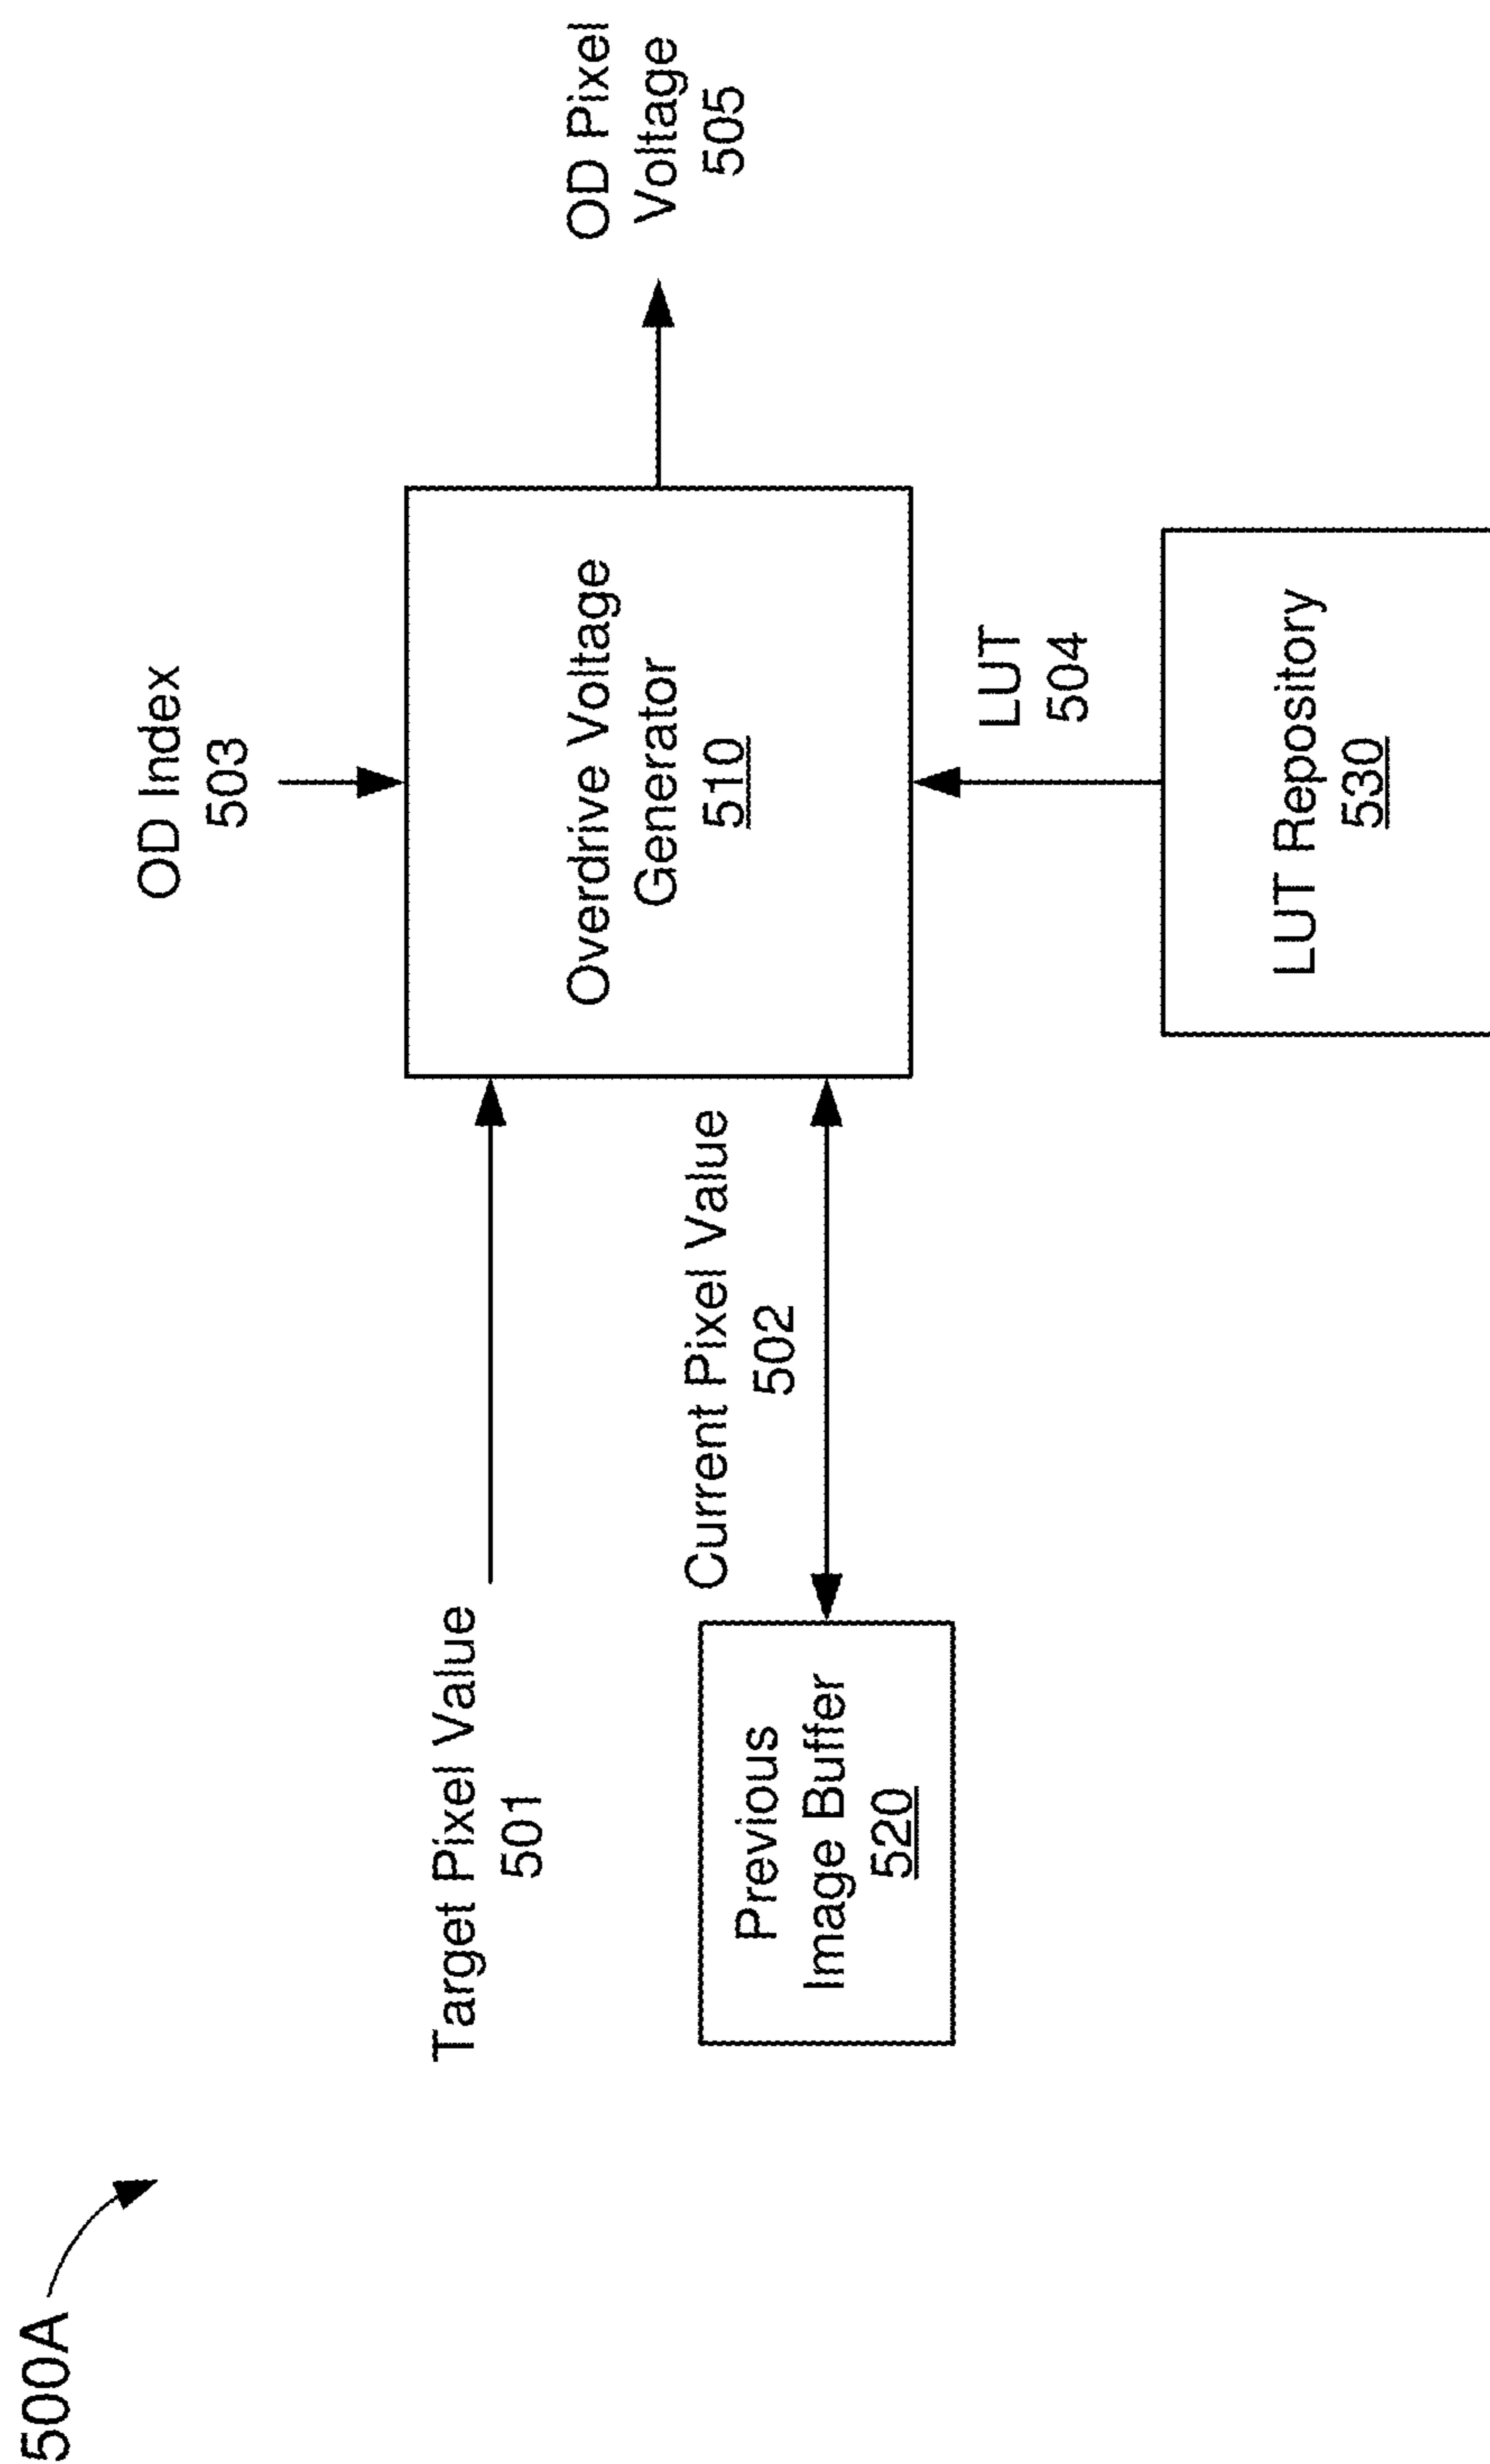 500A
OD Index
503
Target Pixel Value
501
Overdrive Voltage
Generator
510
OD Pixel
Voltage
505
Current Pixel Value
502
Previous
Image Buffer
520
LUT
504
LUT Repository
530